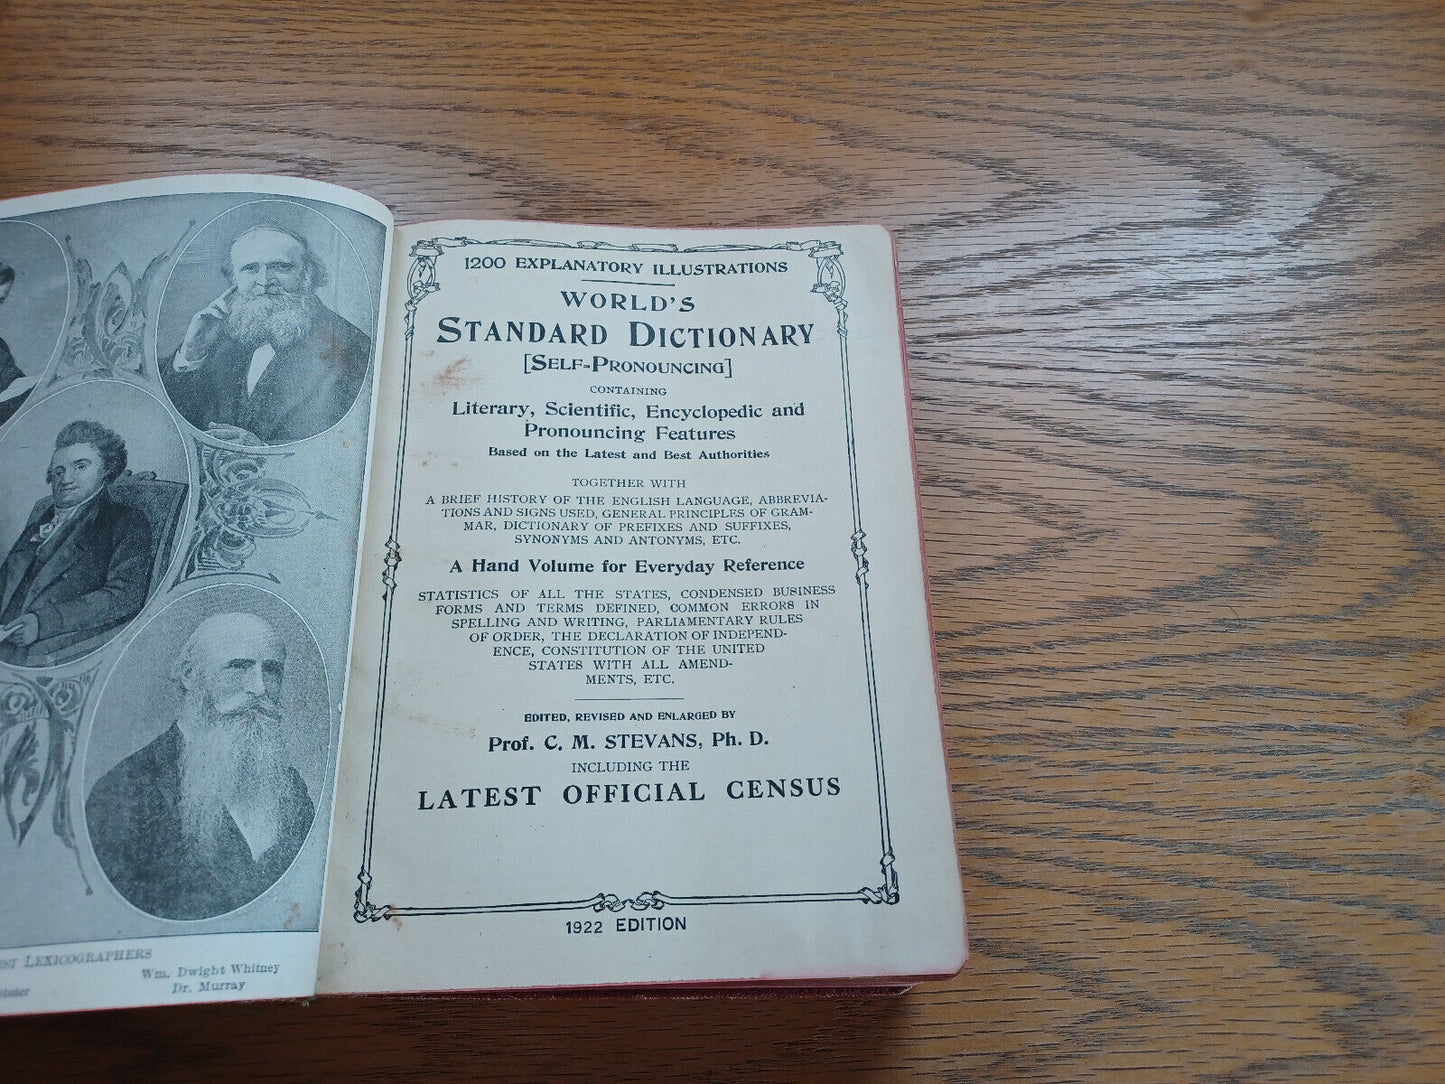 EST LEXICOGRAPHERS
Wm. Dwight Whitney
Dr. Murray
1200 EXPLANATORY ILLUSTRATIONS
WORLD'S
STANDARD DICTIONARY
[SELF-PRONOUNCING]
CONTAINING
Literary, Scientific, Encyclopedic and
Pronouncing Features
Based on the Latest and Best Authorities
TOGETHER WITH
A BRIEF HISTORY OF THE ENGLISH LANGUAGE, ABBREVIA-
TIONS AND SIGNS USED, GENERAL PRINCIPLES OF GRAM-
MAR, DICTIONARY OF PREFIXES AND SUFFIXES,
SYNONYMS AND ANTONYMS, ETC.
A Hand Volume for Everyday Reference
STATISTICS OF ALL THE STATES, CONDENSED BUSINESS
FORMS AND TERMS DEFINED, COMMON ERRORS IN
SPELLING AND WRITING, PARLIAMENTARY RULES
OF ORDER, THE DECLARATION OF INDEPEND-
ENCE, CONSTITUTION OF THE UNITED
STATES WITH ALL AMEND-
MENTS, ETC.
EDITED, REVISED AND ENLARGED BY
Prof. C. M. STEVANS, Ph. D.
INCLUDING THE
LATEST OFFICIAL CENSUS
1922 EDITION